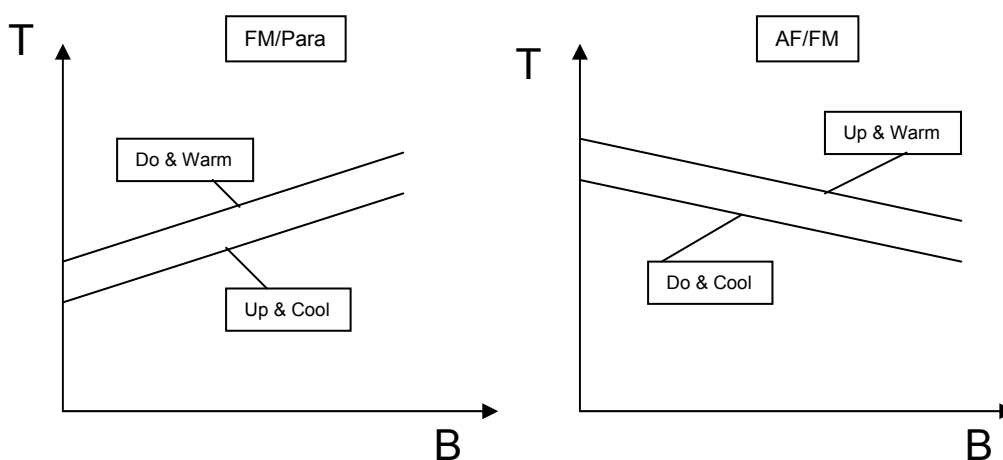 T
FM/Para
Do & Warm
Up & Cool
B
T
AF/FM
Up & Warm
Do & Cool
B